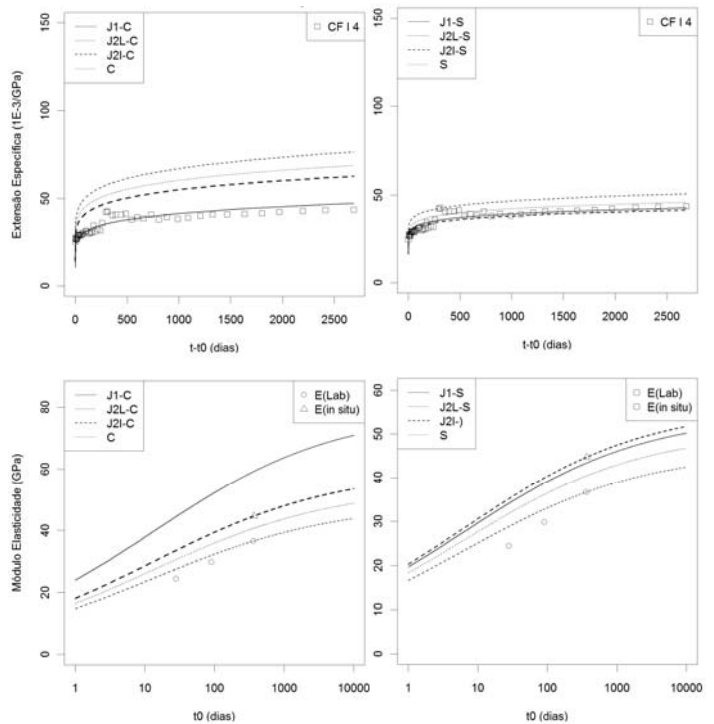 J1-C
J2L-C
J2I-C
C
CF I 4
Extensão Específica (1E-3/GPa)
0 50 100 150
0 500 1000 1500 2000 2500
t-t0 (dias)
J1-S
J2L-S
J2I-S
S
CF I 4
0 50 100 150
0 500 1000 1500 2000 2500
t-t0 (dias)
J1-C
J2L-C
J2I-C
C
E(Lab)
E(in situ)
Módulo Elasticidade (GPa)
0 20 40 60 80
1 10 100 1000 10000
t0 (dias)
J1-S
J2L-S
J2I-)
S
E(Lab)
E(in situ)
0 10 20 30 40 50 60
1 10 100 1000 10000
t0 (dias)